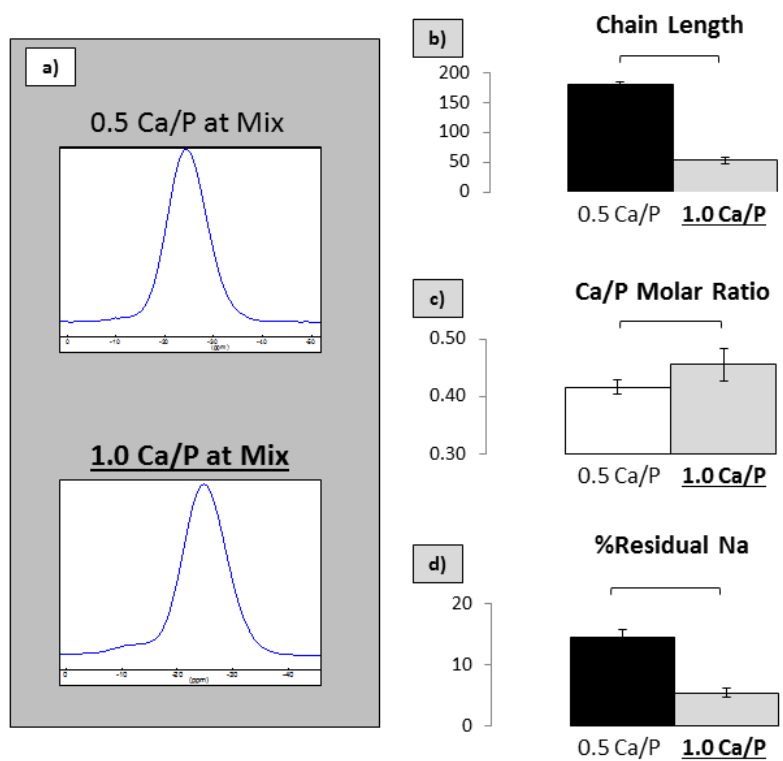 a)
0.5 Ca/P at Mix
0 -10 -20 -30 -40 -50
(ppm)
1.0 Ca/P at Mix
0 -10 -20 -30 -40
(ppm)
b)
Chain Length
200
150
100
50
0
0.5 Ca/P 1.0 Ca/P
c)
Ca/P Molar Ratio
0.50
0.40
0.30
0.5 Ca/P 1.0 Ca/P
d)
%Residual Na
20
10
0
0.5 Ca/P 1.0 Ca/P